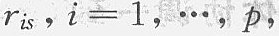 r_{is}, i = 1, ⋯, p,